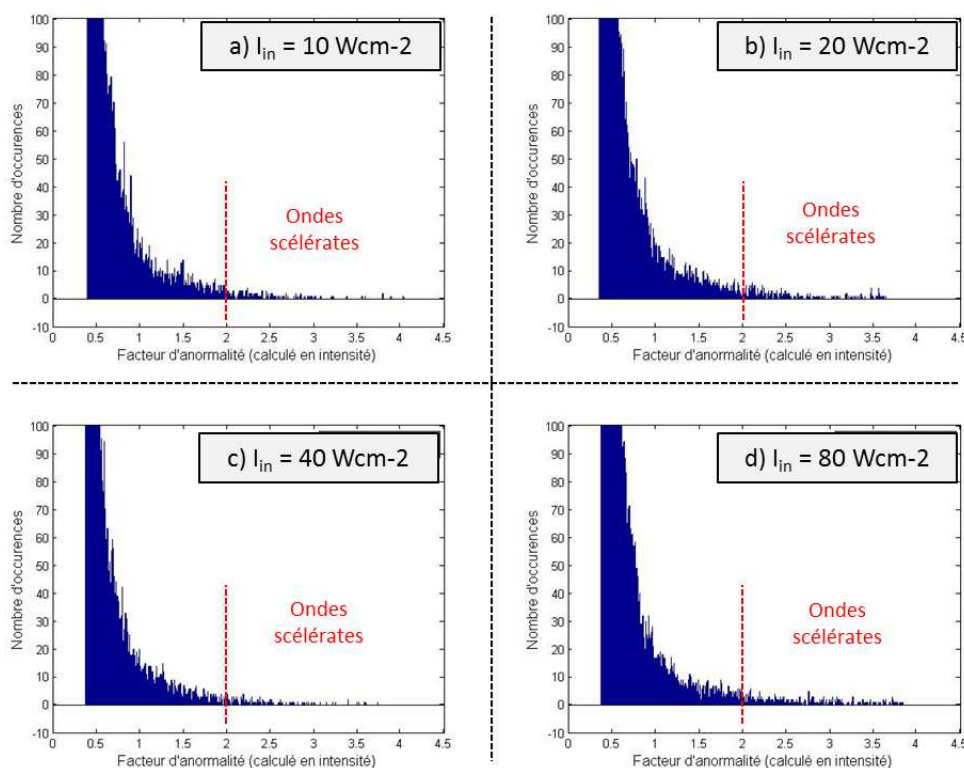 a) Iin = 10 Wcm-2
100
90
80
70
60
50
40
30
20
10
0
-10
Nombre d'occurences
Ondes
scélérates
0 0.5 1 1.5 2 2.5 3 3.5 4 4.5
Facteur d'anormalité (calculé en intensité)
b) Iin = 20 Wcm-2
100
90
80
70
60
50
40
30
20
10
0
-10
Nombre d'occurences
Ondes
scélérates
0 0.5 1 1.5 2 2.5 3 3.5 4 4.5
Facteur d'anormalité (calculé en intensité)
c) Iin = 40 Wcm-2
100
90
80
70
60
50
40
30
20
10
0
-10
Nombre d'occurences
Ondes
scélérates
0 0.5 1 1.5 2 2.5 3 3.5 4 4.5
Facteur d'anormalité (calculé en intensité)
d) Iin = 80 Wcm-2
100
90
80
70
60
50
40
30
20
10
0
-10
Nombre d'occurences
Ondes
scélérates
0 0.5 1 1.5 2 2.5 3 3.5 4 4.5
Facteur d'anormalité (calculé en intensité)